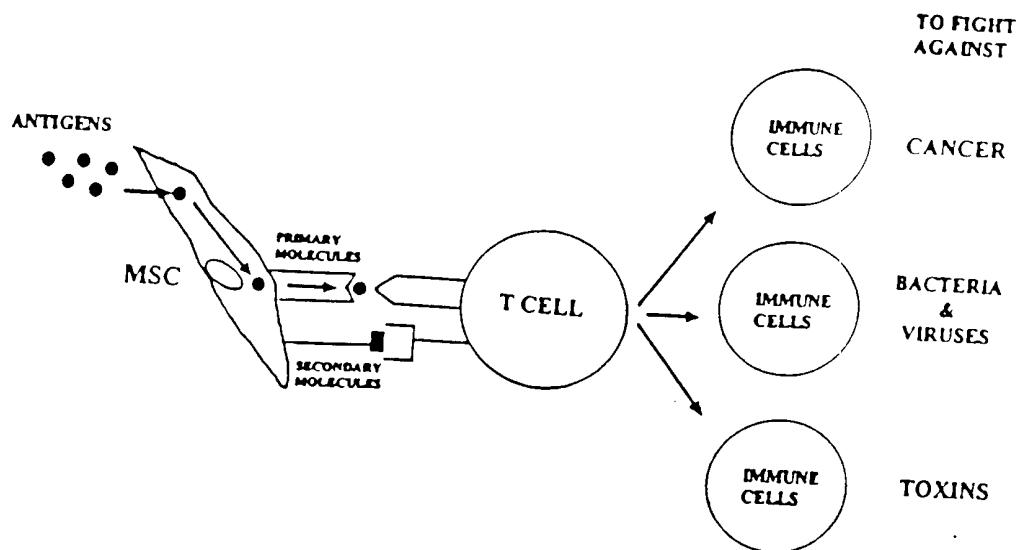 TO FIGHT
AGAINST
ANTIGENS
IMMUNE
CELLS
CANCER
PRIMARY
MOLECULES
MSC
T CELL
IMMUNE
CELLS
BACTERIA
&
VIRUSES
SECONDARY
MOLECULES
IMMUNE
CELLS
TOXINS